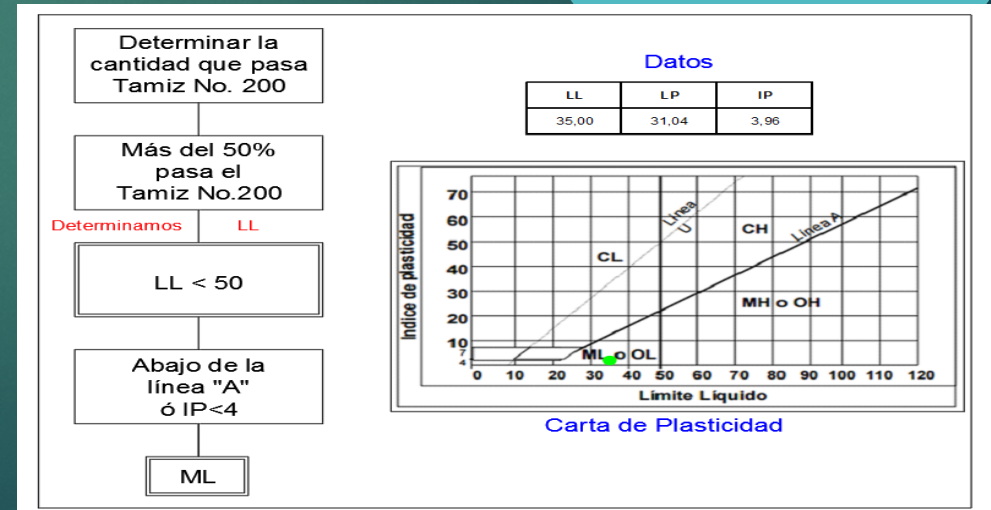 Determinar la
cantidad que pasa
Tamiz No. 200
Más del 50%
pasa el
Tamiz No.200
Determinamos LL
LL < 50
Abajo de la
línea "A"
ó IP<4
ML
Datos
LL LP IP
35,00 31,04 3,96
Indice de plasticidad
70
60
50
40
30
20
10
7
4
Línea U
Línea A
CL
CH
MH o OH
ML o OL
0 10 20 30 40 50 60 70 80 90 100 110 120
Límite Líquido
Carta de Plasticidad